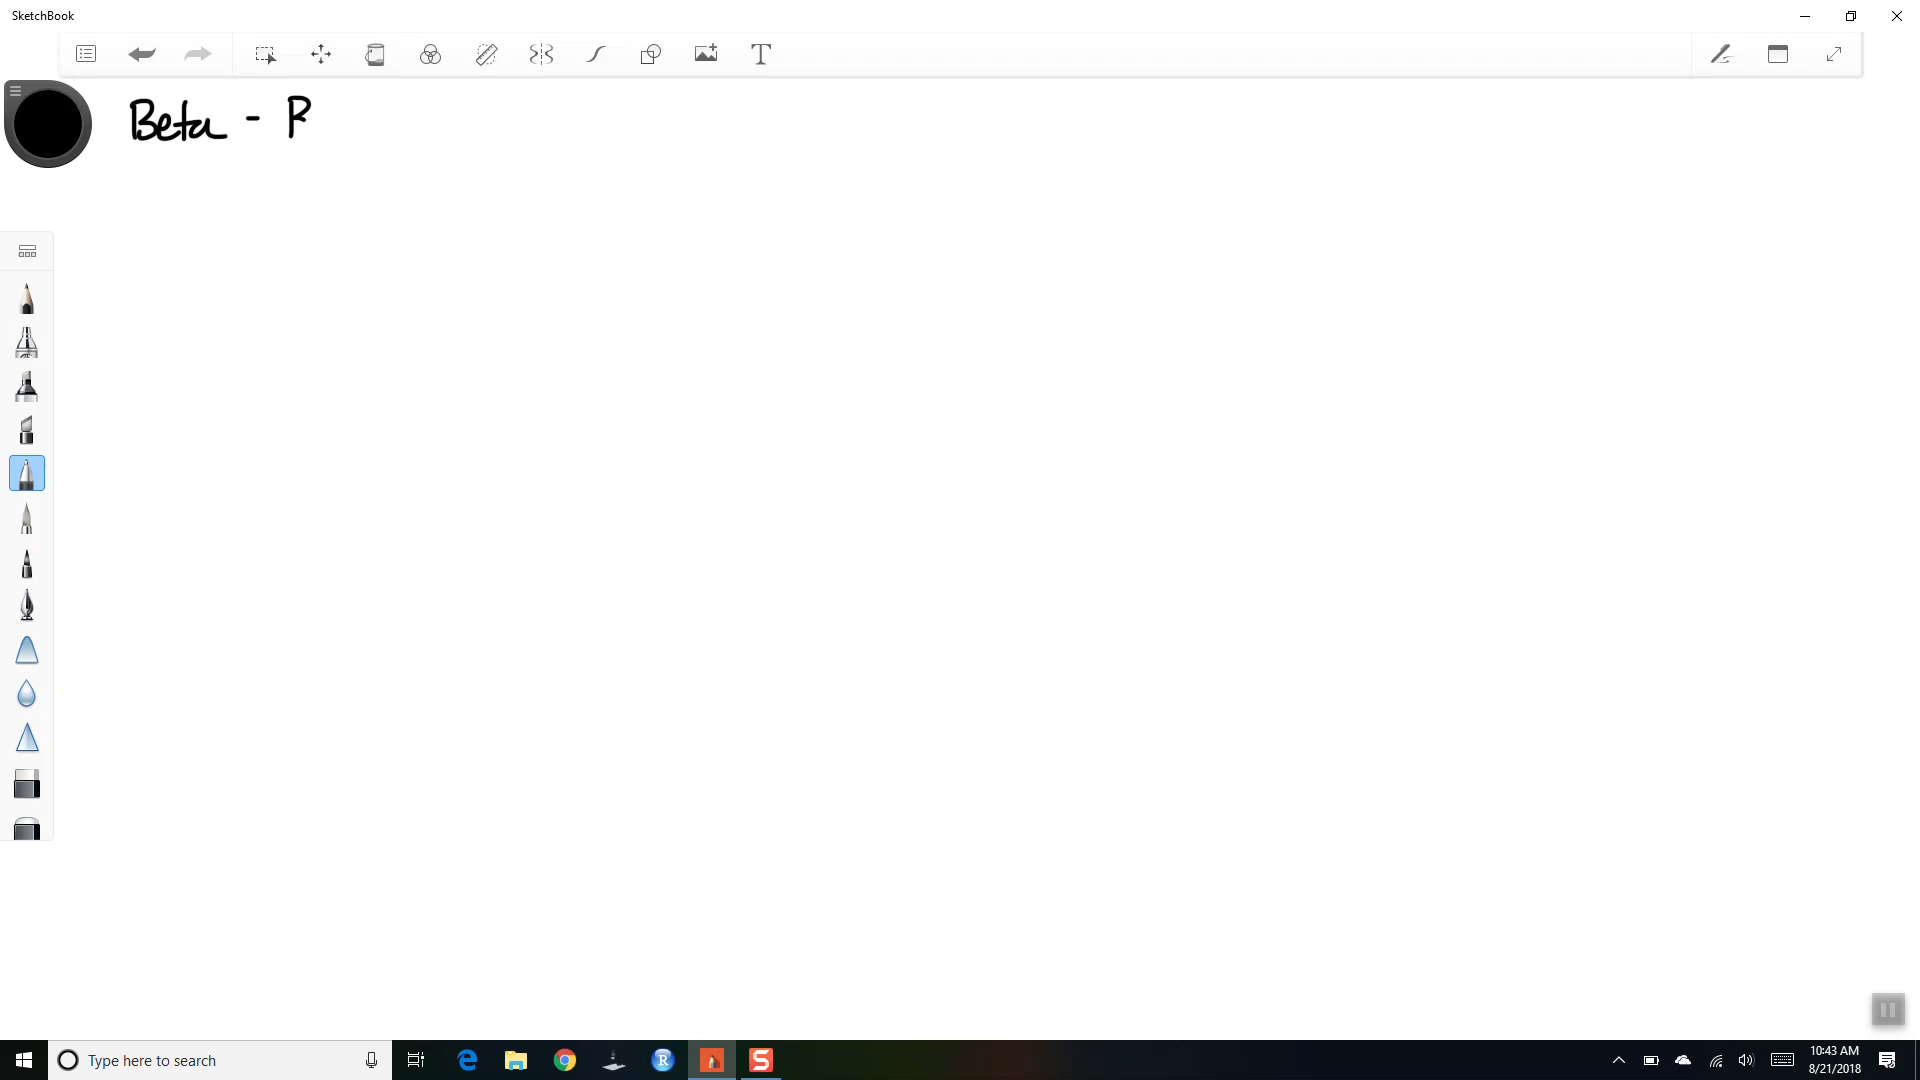 SketchBook
T
Beta -
Type here to search
R
S
10:43 AM
8/21/2018